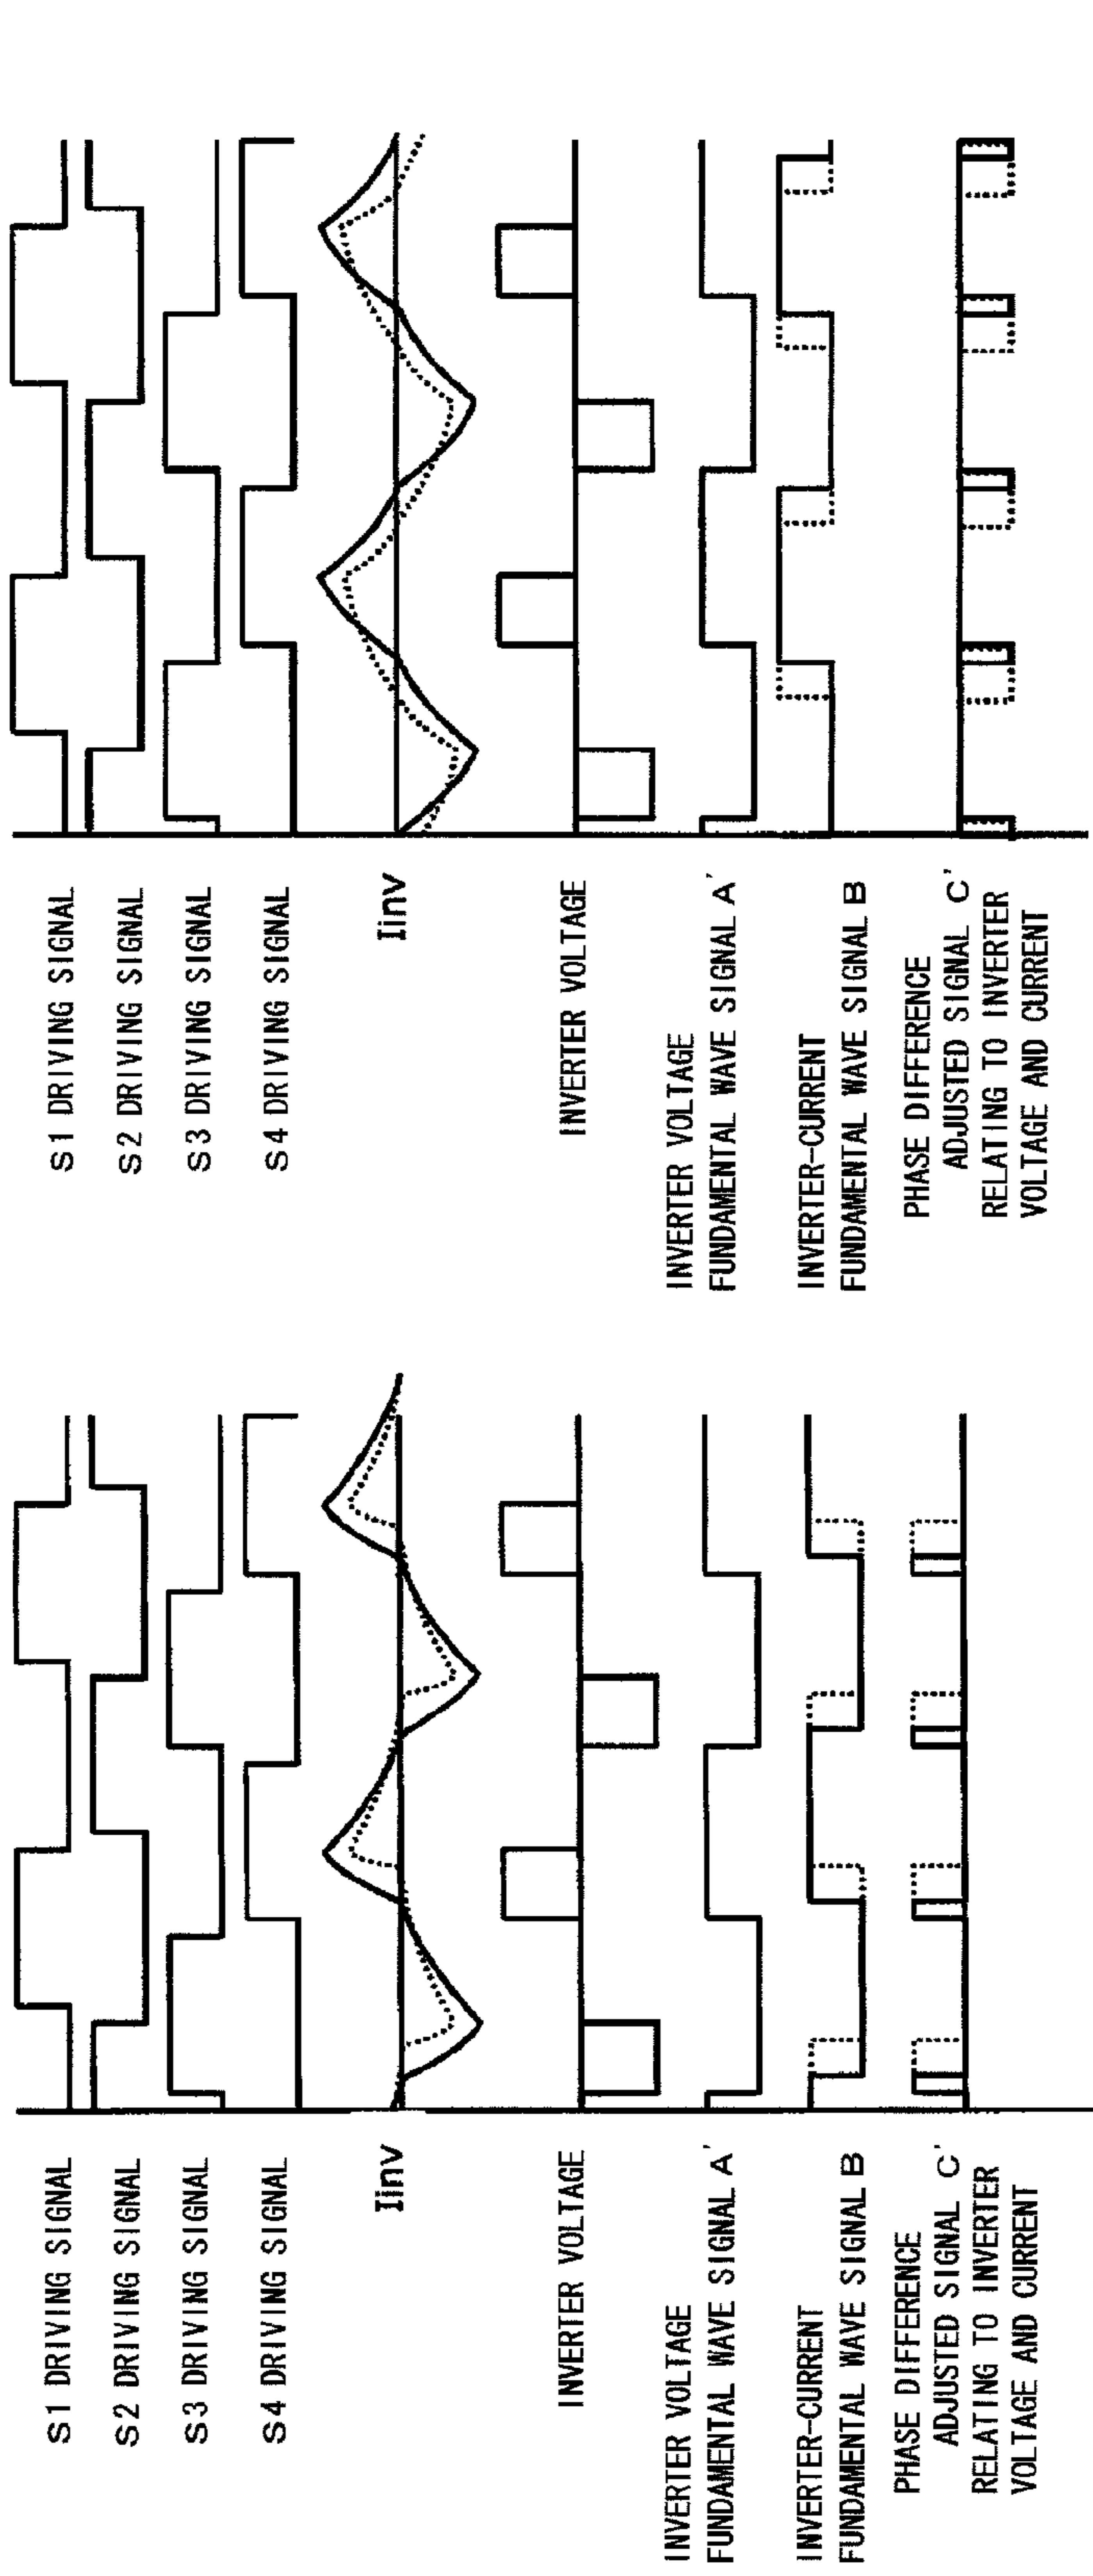 S1 DRIVING SIGNAL
S2 DRIVING SIGNAL
S3 DRIVING SIGNAL
S4 DRIVING SIGNAL
Iinv
INVERTER VOLTAGE
INVERTER VOLTAGE
FUNDAMENTAL WAVE SIGNAL A'
INVERTER-CURRENT
FUNDAMENTAL WAVE SIGNAL B
PHASE DIFFERENCE
ADJUSTED SIGNAL C'
RELATING TO INVERTER
VOLTAGE AND CURRENT
S1 DRIVING SIGNAL
S2 DRIVING SIGNAL
S3 DRIVING SIGNAL
S4 DRIVING SIGNAL
Iinv
INVERTER VOLTAGE
INVERTER VOLTAGE
FUNDAMENTAL WAVE SIGNAL A'
INVERTER-CURRENT
FUNDAMENTAL WAVE SIGNAL B
PHASE DIFFERENCE
ADJUSTED SIGNAL C'
RELATING TO INVERTER
VOLTAGE AND CURRENT